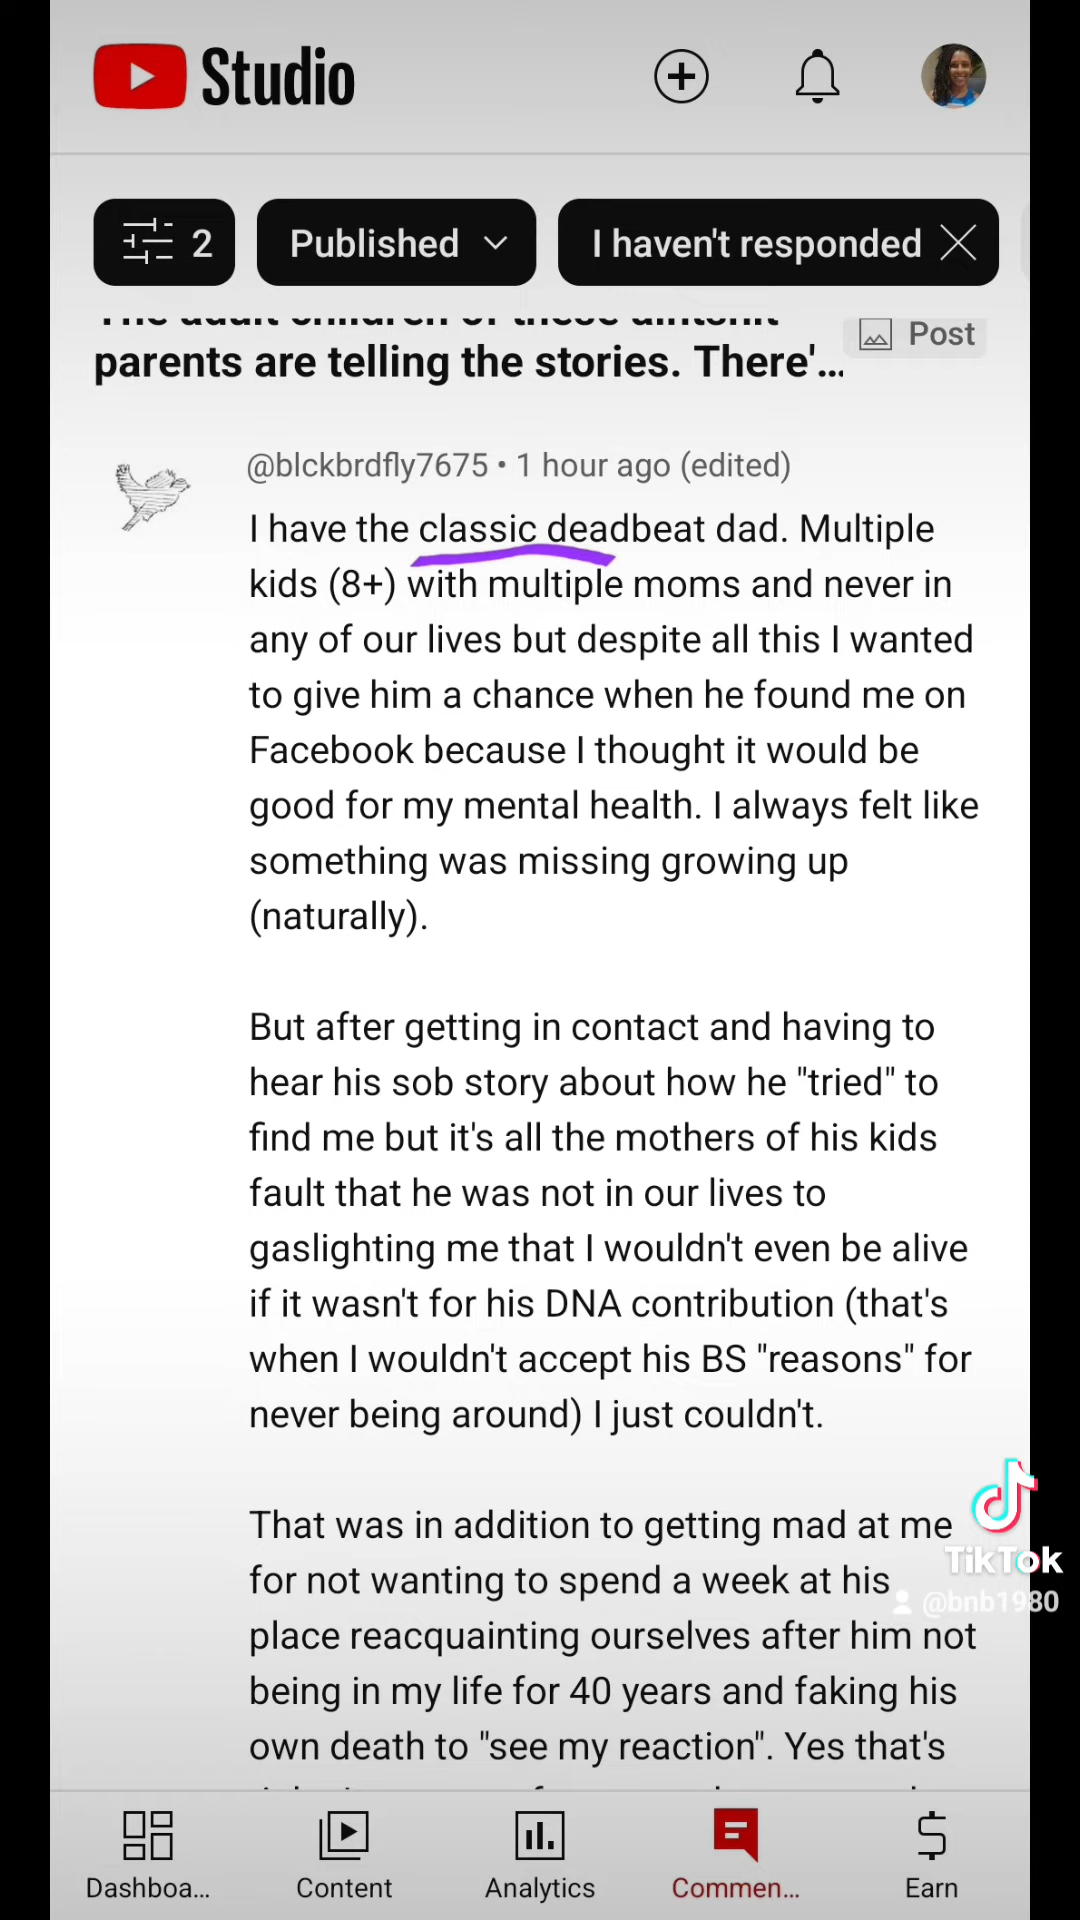 Studio
2
Published
I haven't responded
The adult children of these aintshit
parents are telling the stories. There'...
Post
@blckbrdfly7675 • 1 hour ago (edited)
I have the classic deadbeat dad. Multiple
kids (8+) with multiple moms and never in
any of our lives but despite all this I wanted
to give him a chance when he found me on
Facebook because I thought it would be
good for my mental health. I always felt like
something was missing growing up
(naturally).
But after getting in contact and having to
hear his sob story about how he "tried" to
find me but it's all the mothers of his kids
fault that he was not in our lives to
gaslighting me that I wouldn't even be alive
if it wasn't for his DNA contribution (that's
when I wouldn't accept his BS "reasons" for
never being around) I just couldn't.
That was in addition to getting mad at me
for not wanting to spend a week at his
place reacquainting ourselves after him not
being in my life for 40 years and faking his
own death to "see my reaction". Yes that's
TikTok
@bnb1980
Dashboa...
Content
Analytics
Commen...
Earn